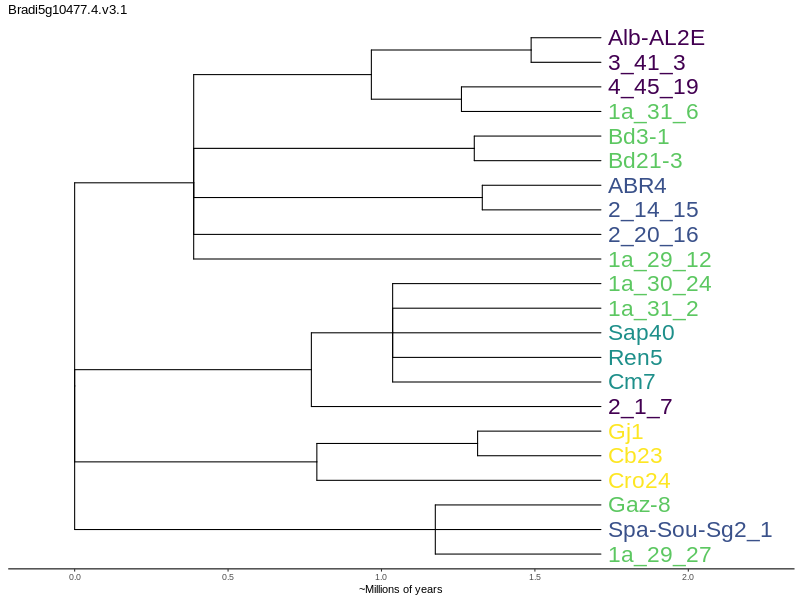 Bradi5g10477.4.v3.1
Alb-AL2E
3_41_3
4_45_19
1a_31_6
Bd3-1
Bd21-3
ABR4
2_14_15
2_20_16
1a_29_12
1a_30_24
1a_31_2
Sap40
Ren5
Cm7
2_1_7
Gj1
Cb23
Cro24
Gaz-8
Spa-Sou-Sg2_1
1a_29_27
0.0 0.5 1.0 1.5 2.0
~Millions of years